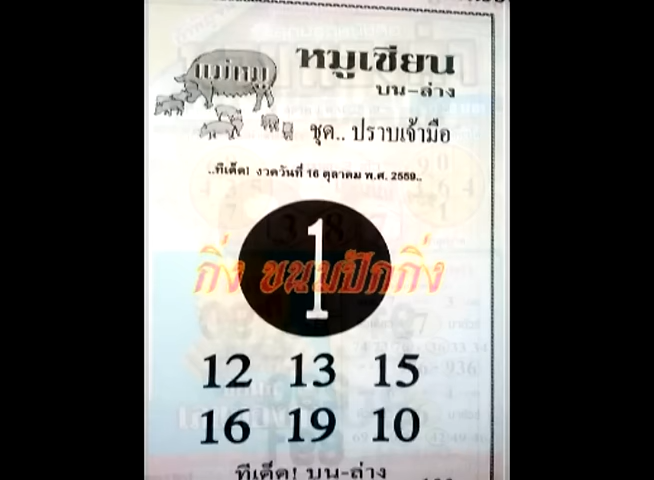 แม่หมู
หมูเซียน
บน-ล่าง
ชุด.. ปราบเจ้ามือ
..ทีเด็ด! งวดวันที่ 16 ตุลาคม พ.ศ. 2559..
1
กิ่ง ขนมปักกิ่ง
12 13 15
16 19 10
ทีเด็ด! บน-ล่าง